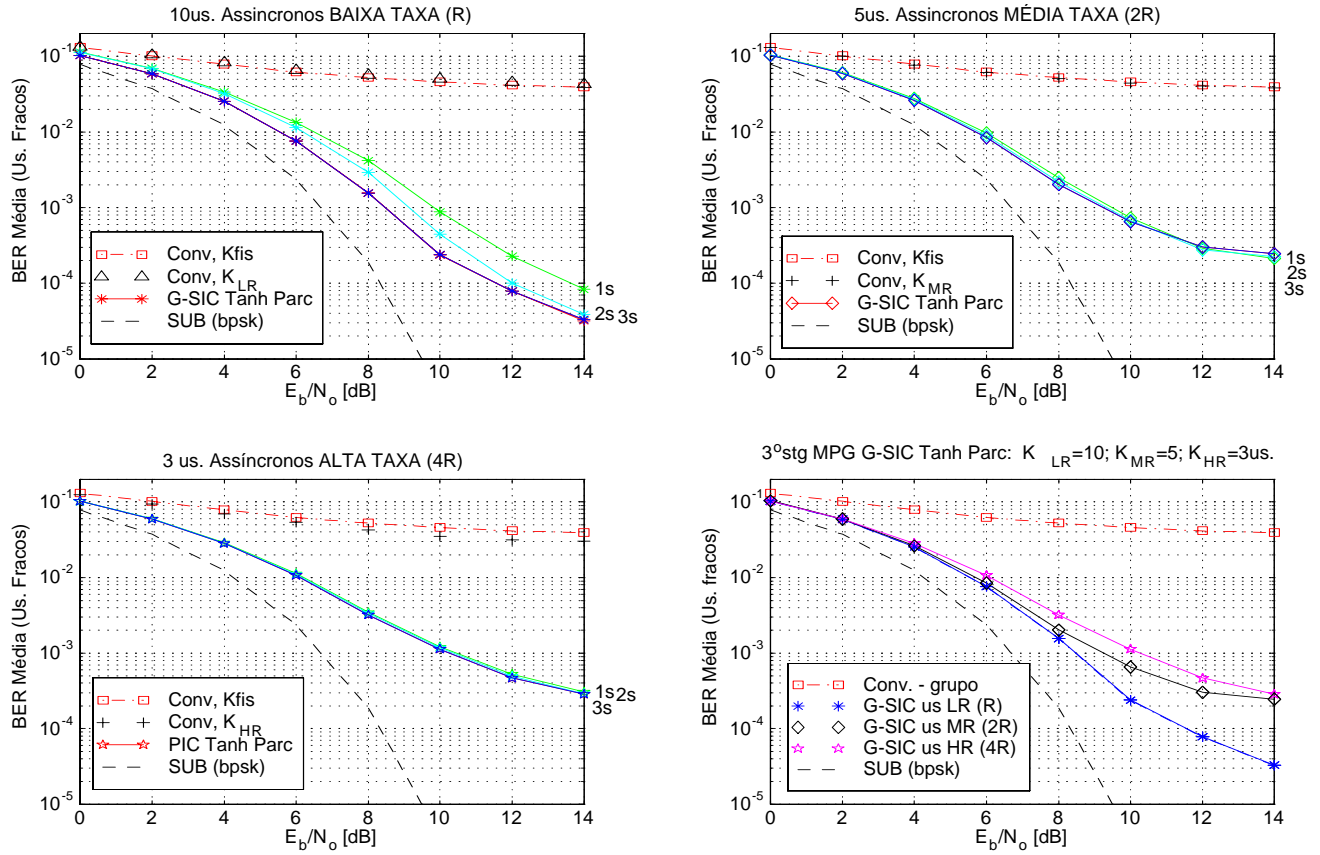 10us. Assincronos BAIXA TAXA (R)
BER Média (Us. Fracos)
10^-1
10^-2
10^-3
10^-4
10^-5
0 2 4 6 8 10 12 14
E_b/N_o [dB]
Conv, Kfis
Conv, K_LR
G-SIC Tanh Parc
SUB (bpsk)
1s
2s 3s
5us. Assincronos MÉDIA TAXA (2R)
BER Média (Us. Fracos)
10^-1
10^-2
10^-3
10^-4
10^-5
0 2 4 6 8 10 12 14
E_b/N_o [dB]
Conv, Kfis
Conv, K_MR
G-SIC Tanh Parc
SUB (bpsk)
1s
2s
3s
3 us. Assíncronos ALTA TAXA (4R)
BER Média (Us. Fracos)
10^-1
10^-2
10^-3
10^-4
10^-5
0 2 4 6 8 10 12 14
E_b/N_o [dB]
Conv, Kfis
Conv, K_HR
PIC Tanh Parc
SUB (bpsk)
1s 2s
3s
3ºstg MPG G-SIC Tanh Parc: K_LR=10; K_MR=5; K_HR=3us.
BER Média (Us. fracos)
10^-1
10^-2
10^-3
10^-4
10^-5
0 2 4 6 8 10 12 14
E_b/N_o [dB]
Conv. - grupo
G-SIC us LR (R)
G-SIC us MR (2R)
G-SIC us HR (4R)
SUB (bpsk)